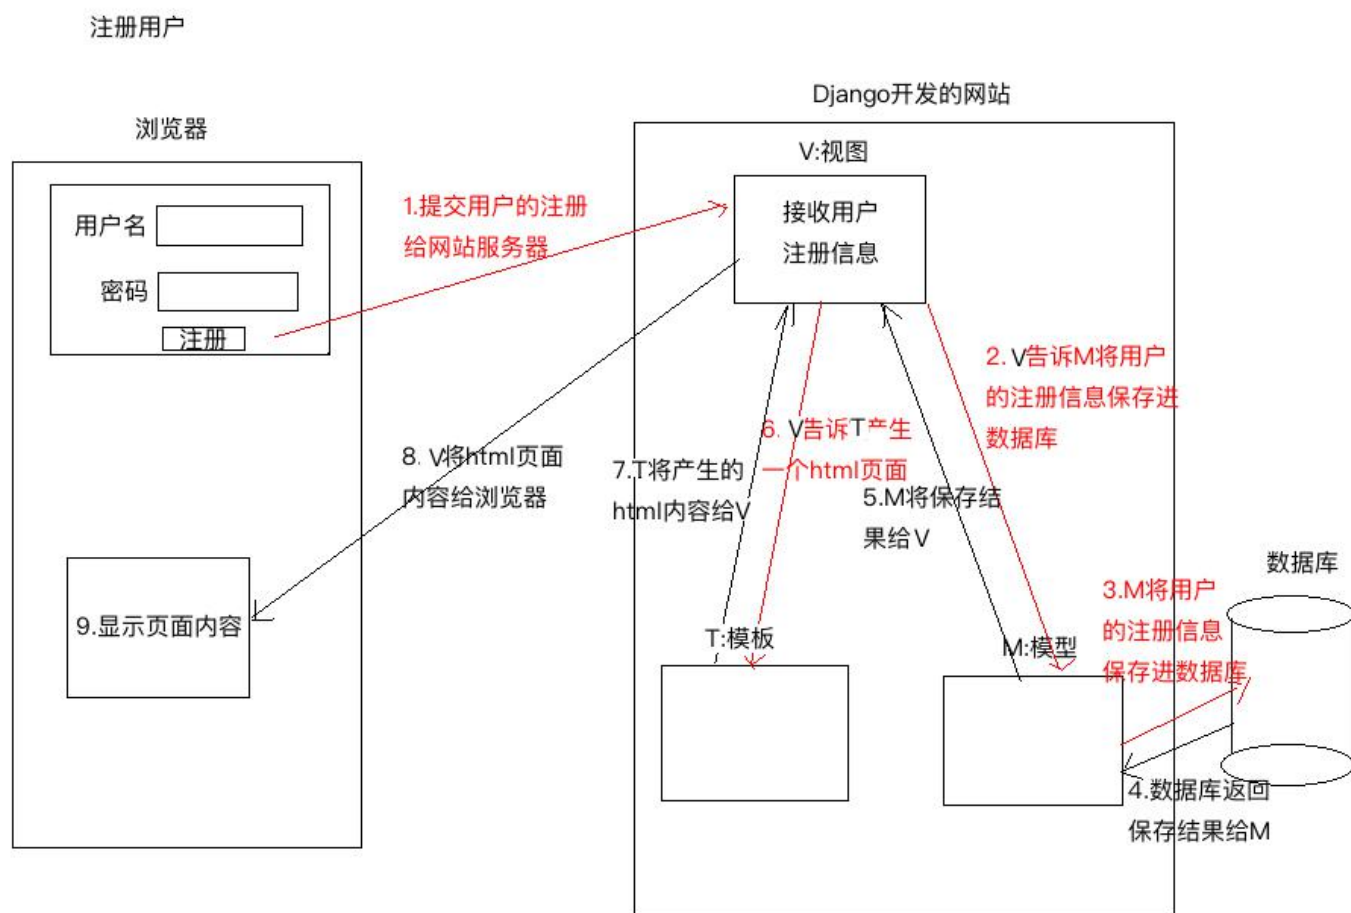 注册用户
Django开发的网站
浏览器
V:视图
用户名
密码
注册
1.提交用户的注册
给网站服务器
接收用户
注册信息
2. V告诉M将用户
的注册信息保存进
数据库
6. V告诉T产生
一个html页面
8. V将html页面
内容给浏览器
7.T将产生的
html内容给V
5.M将保存结
果给V
数据库
3.M将用户
的注册信息
保存进数据库
9.显示页面内容
T:模板
M:模型
4.数据库返回
保存结果给M